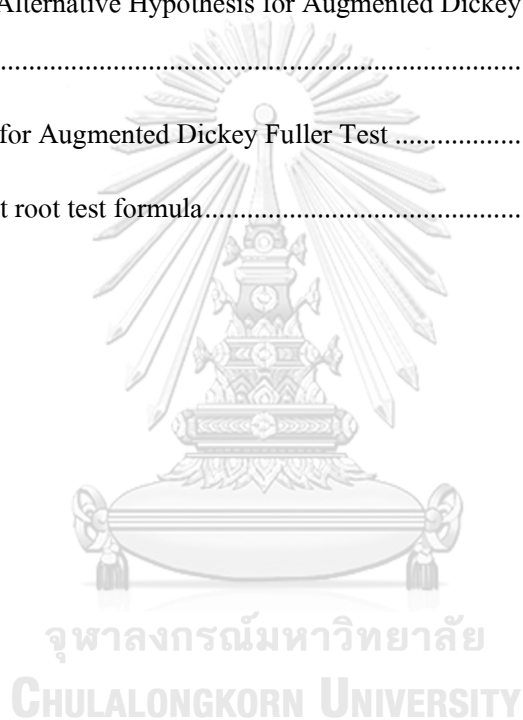 Alternative Hypothesis for Augmented Dickey
................................................................................
for Augmented Dickey Fuller Test ..................
t root test formula..............................................
จุฬาลงกรณ์มหาวิทยาลัย
CHULALONGKORN UNIVERSITY